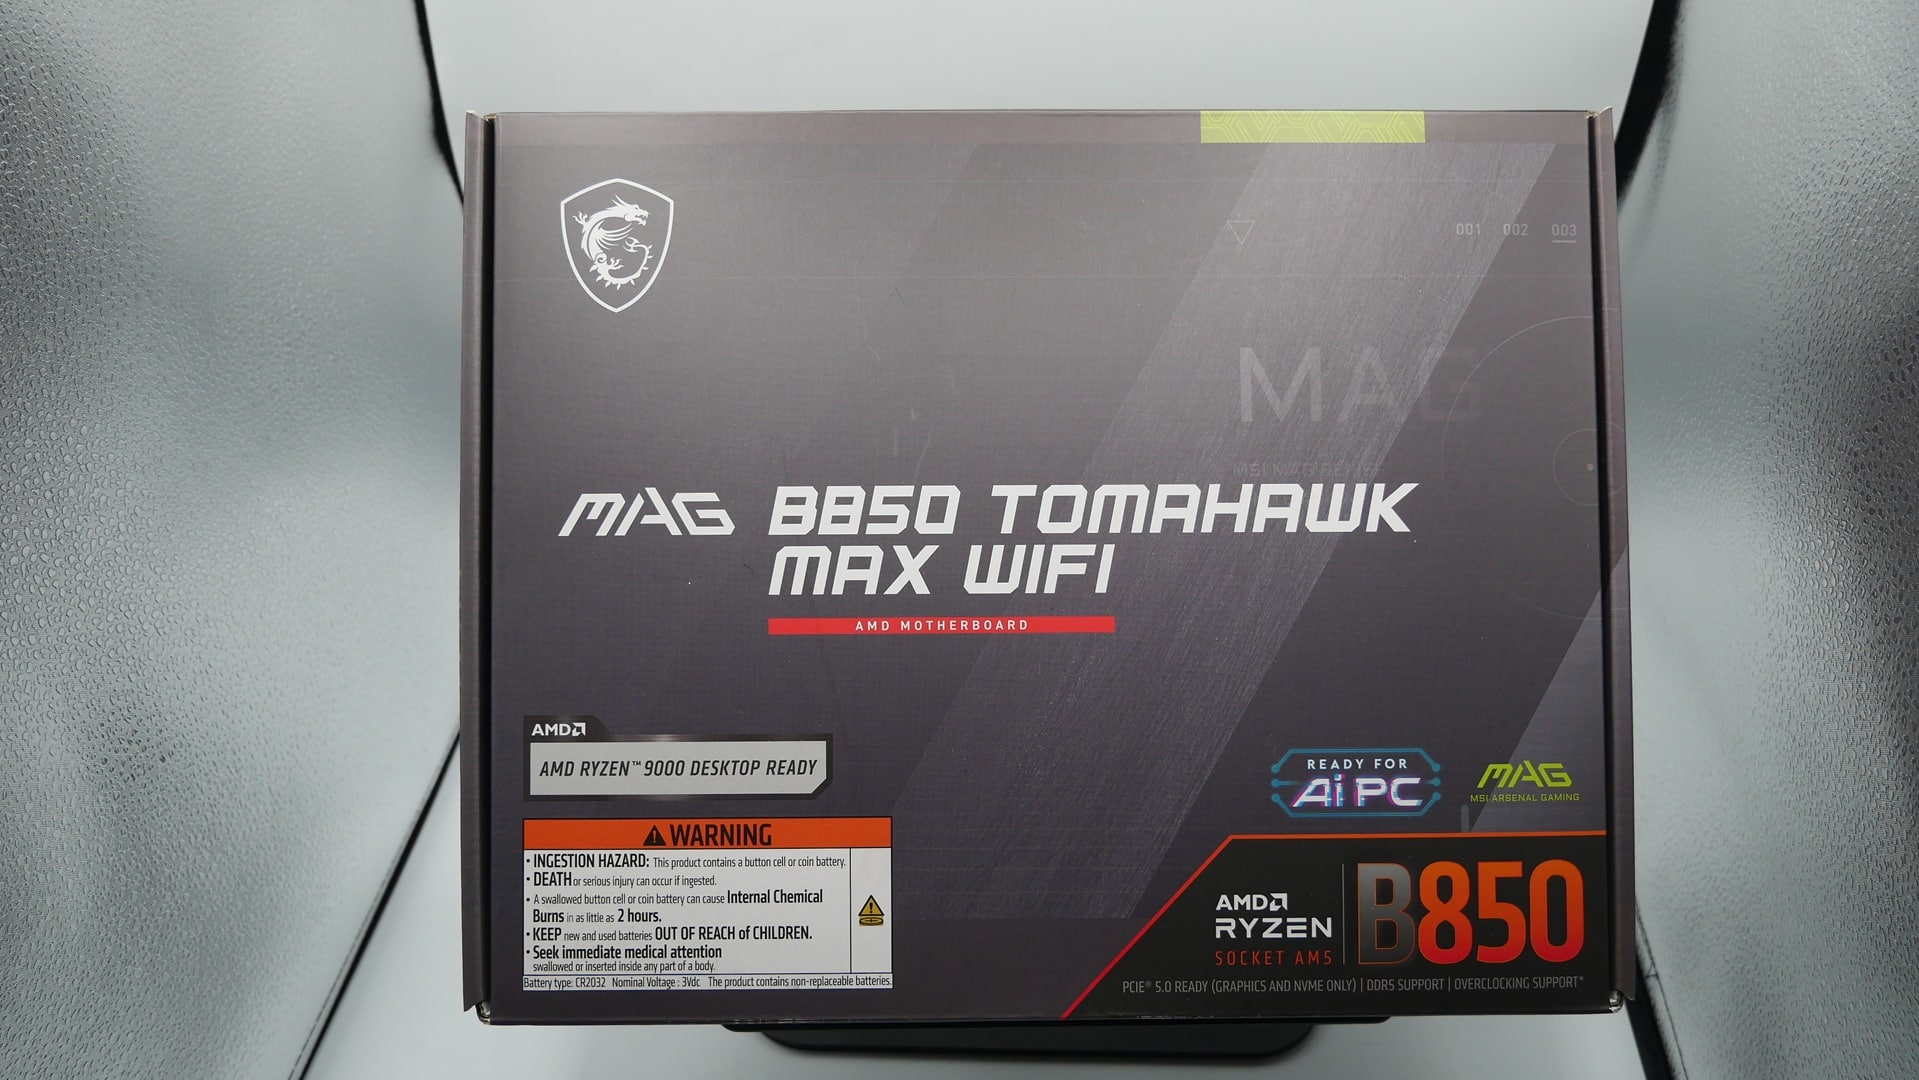 001 002 003
MAG
MSI MAG SERIES
MAG B850 TOMAHAWK
MAX WIFI
AMD MOTHERBOARD
AMD
AMD RYZEN™ 9000 DESKTOP READY
WARNING
• INGESTION HAZARD: This product contains a button cell or coin battery.
• DEATH or serious injury can occur if ingested.
• A swallowed button cell or coin battery can cause Internal Chemical
Burns in as little as 2 hours.
• KEEP new and used batteries OUT OF REACH of CHILDREN.
• Seek immediate medical attention
swallowed or inserted inside any part of a body.
Battery type: CR2032 Nominal Voltage : 3Vdc The product contains non-replaceable batteries.
READY FOR
Ai PC
MAG
MSI ARSENAL GAMING
AMD
RYZEN
SOCKET AM5
B850
PCIE® 5.0 READY (GRAPHICS AND NVME ONLY) | DDR5 SUPPORT | OVERCLOCKING SUPPORT*